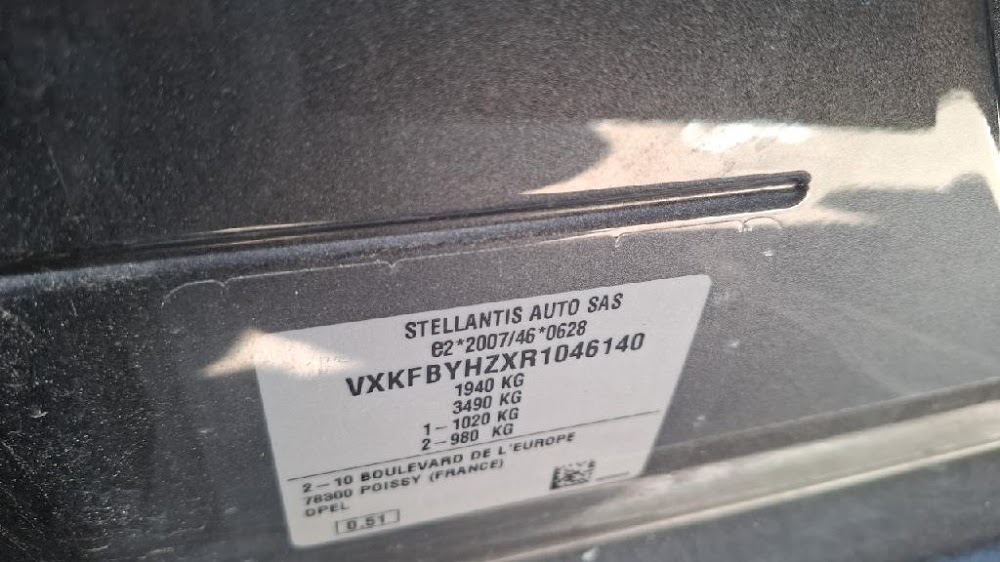 STELLANTIS AUTO SAS
e2*2007/46*0628
VXKFBYHZXR1046140
1940 KG
3490 KG
1-1020 KG
2-980 KG
2-10 BOULEVARD DE L'EUROPE
78300 POISSY (FRANCE)
OPEL
0.51